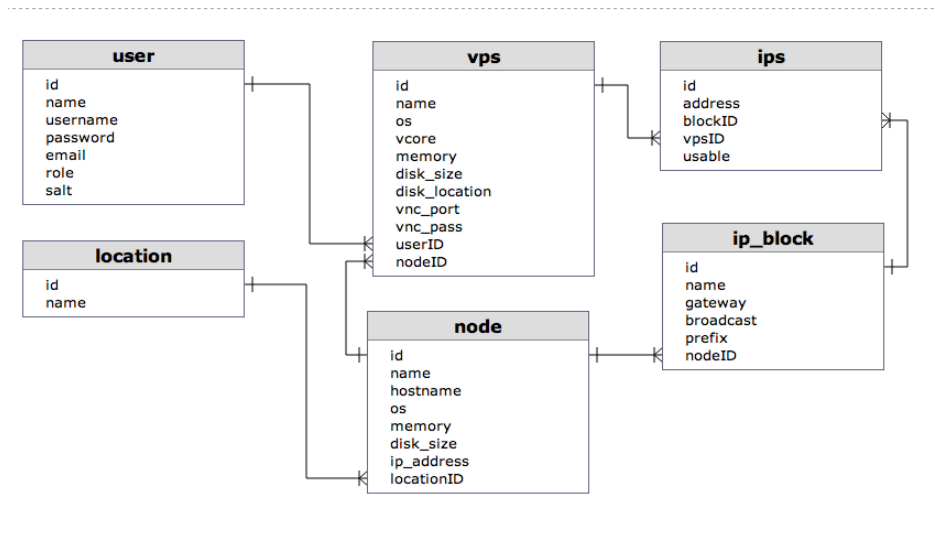 user
id
name
username
password
email
role
salt
location
id
name
vps
id
name
os
vcore
memory
disk_size
disk_location
vnc_port
vnc_pass
userID
nodeID
node
id
name
hostname
os
memory
disk_size
ip_address
locationID
ips
id
address
blockID
vpsID
usable
ip_block
id
name
gateway
broadcast
prefix
nodeID